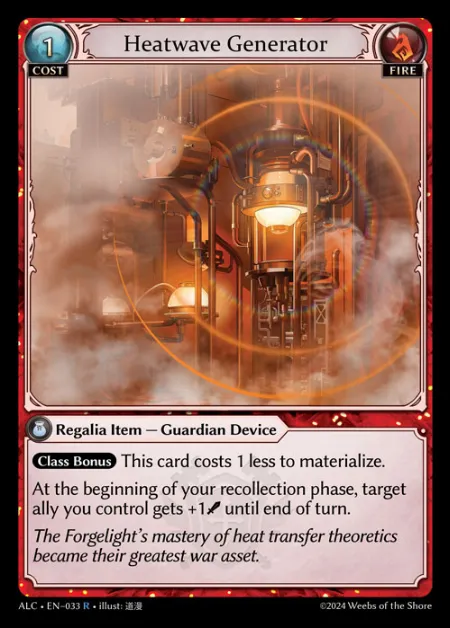 1
Heatwave Generator
COST
FIRE
Regalia Item — Guardian Device
Class Bonus This card costs 1 less to materialize.
At the beginning of your recollection phase, target
ally you control gets +1 until end of turn.
The Forgelight's mastery of heat transfer theoretics
became their greatest war asset.
ALC • EN-033 R • illust: 道漫
©2024 Weebs of the Shore